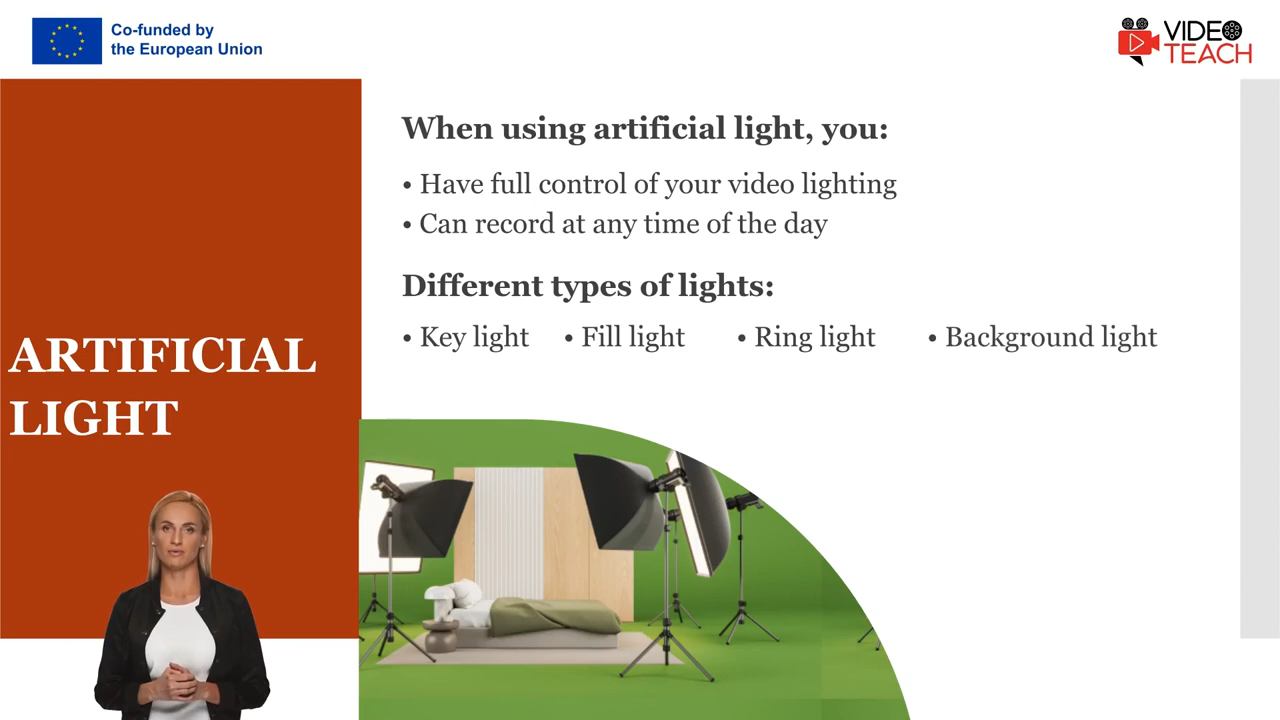 Co-funded by
the European Union
VIDEO
TEACH
When using artificial light, you:
• Have full control of your video lighting
• Can record at any time of the day
Different types of lights:
• Key light • Fill light • Ring light • Background light
ARTIFICIAL
LIGHT